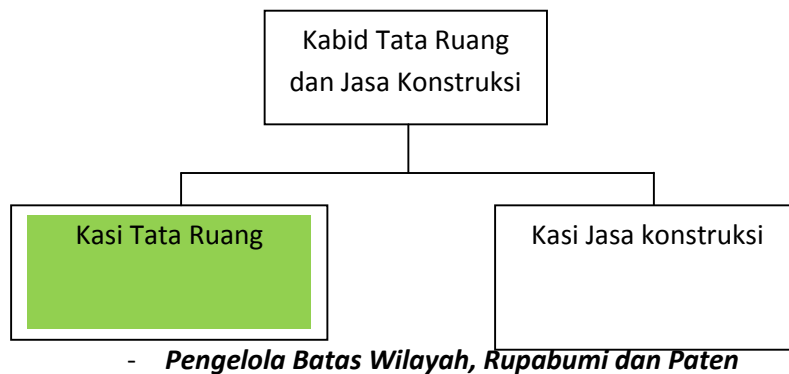 Kabid Tata Ruang
dan Jasa Konstruksi
Kasi Tata Ruang
Kasi Jasa konstruksi
- Pengelola Batas Wilayah, Rupabumi dan Paten